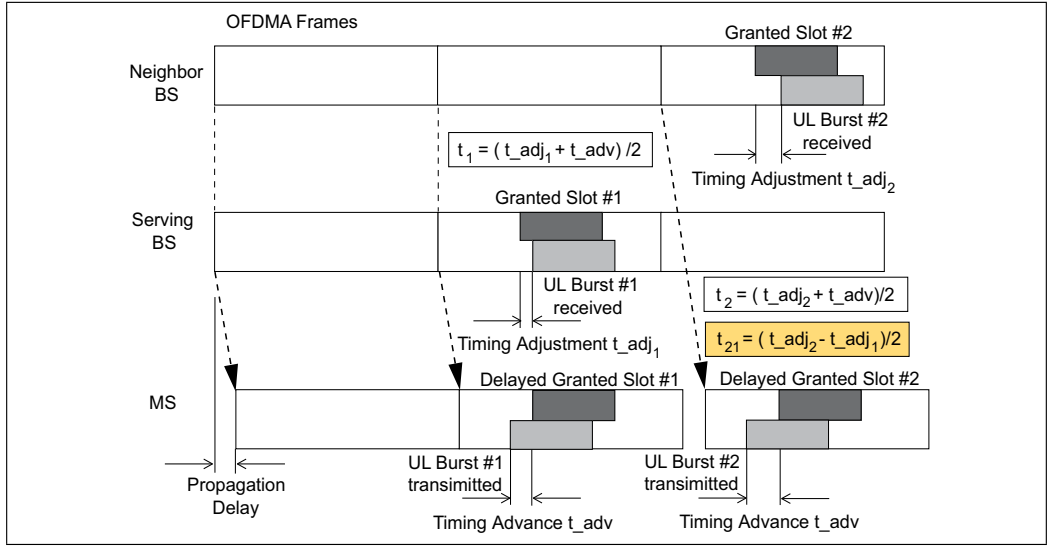 OFDMA Frames
Granted Slot #2
Neighbor
BS
UL Burst #2
received
t_1 = ( t_adj_1 + t_adv) /2
Timing Adjustment t_adj_2
Granted Slot #1
Serving
BS
UL Burst #1
received
t_2 = ( t_adj_2 + t_adv)/2
Timing Adjustment t_adj_1
t_21 = ( t_adj_2 - t_adj_1)/2
Delayed Granted Slot #1
Delayed Granted Slot #2
MS
UL Burst #1
transimitted
UL Burst #2
transmitted
Propagation
Delay
Timing Advance t_adv
Timing Advance t_adv